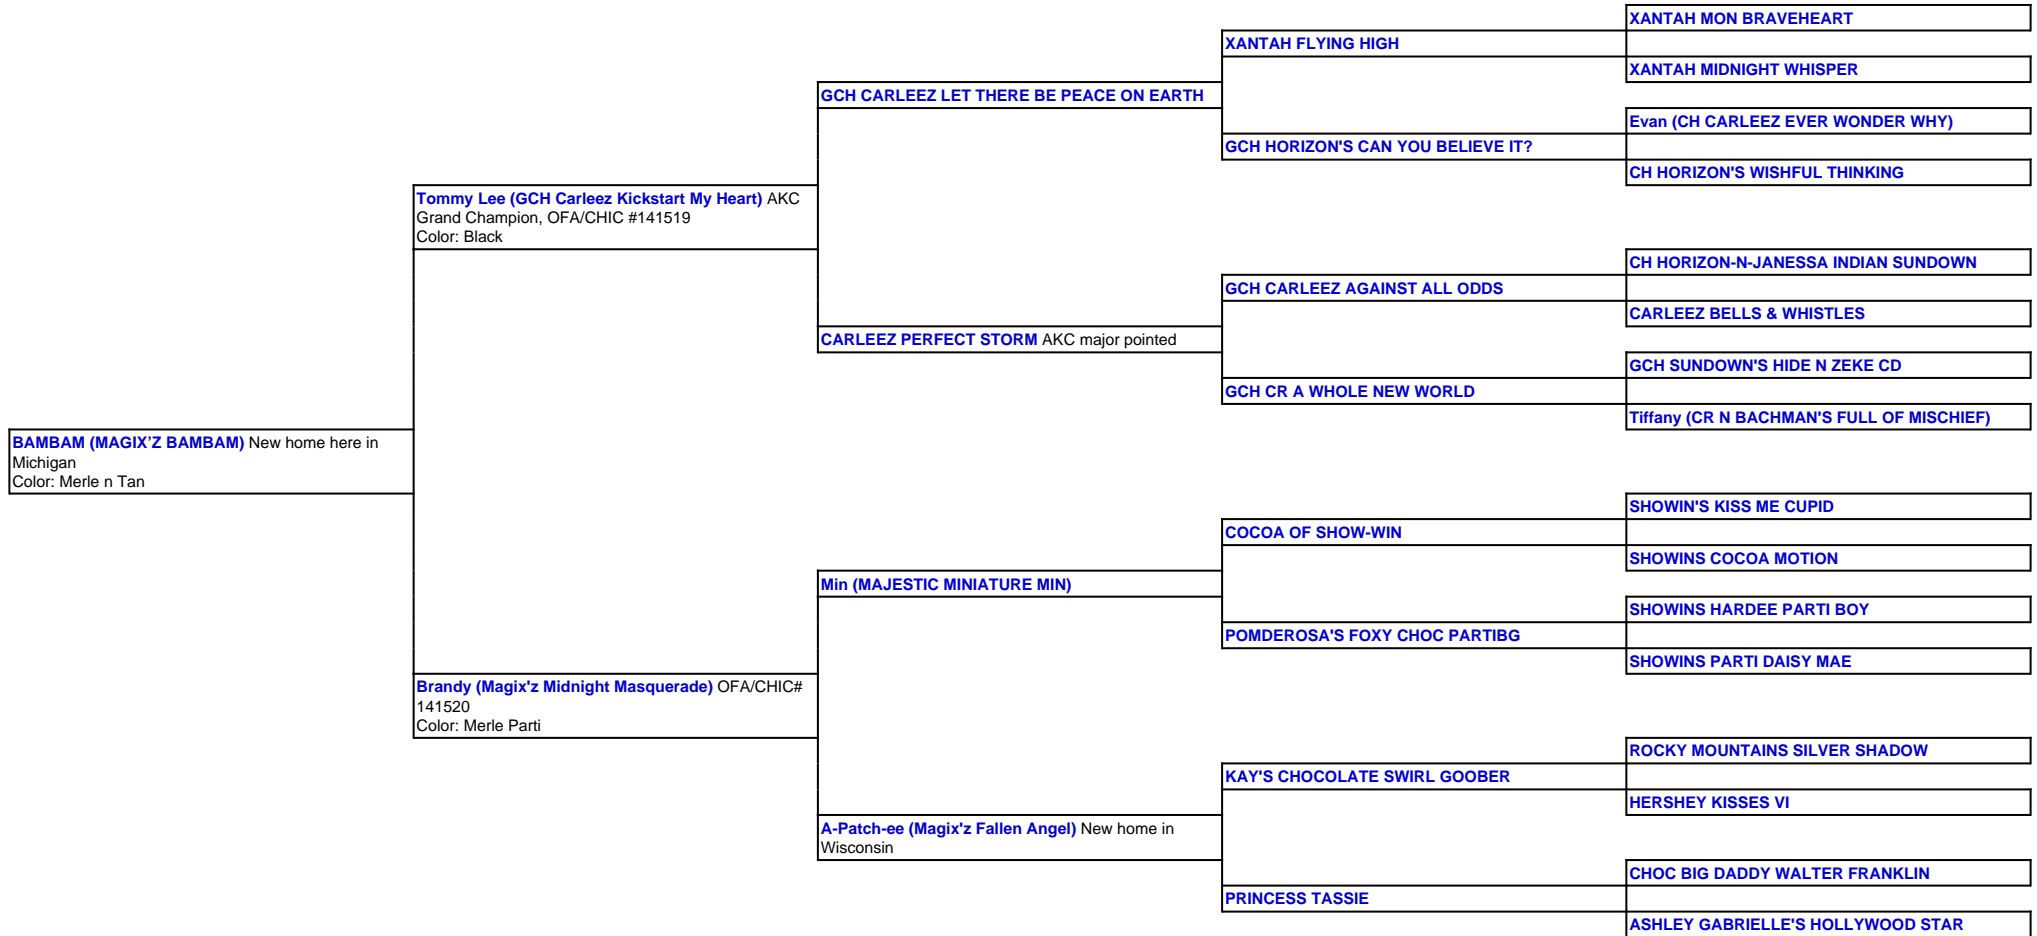 XANTAH MON BRAVEHEART
XANTAH FLYING HIGH
XANTAH MIDNIGHT WHISPER
GCH CARLEEZ LET THERE BE PEACE ON EARTH
Evan (CH CARLEEZ EVER WONDER WHY)
GCH HORIZON'S CAN YOU BELIEVE IT?
CH HORIZON'S WISHFUL THINKING
Tommy Lee (GCH Carleez Kickstart My Heart) AKC
Grand Champion, OFA/CHIC #141519
Color: Black
CH HORIZON-N-JANESSA INDIAN SUNDOWN
GCH CARLEEZ AGAINST ALL ODDS
CARLEEZ BELLS & WHISTLES
CARLEEZ PERFECT STORM AKC major pointed
GCH SUNDOWN'S HIDE N ZEKE CD
GCH CR A WHOLE NEW WORLD
Tiffany (CR N BACHMAN'S FULL OF MISCHIEF)
BAMBAM (MAGIX’Z BAMBAM) New home here in
Michigan
Color: Merle n Tan
SHOWIN'S KISS ME CUPID
COCOA OF SHOW-WIN
SHOWINS COCOA MOTION
Min (MAJESTIC MINIATURE MIN)
SHOWINS HARDEE PARTI BOY
POMDEROSA'S FOXY CHOC PARTIBG
SHOWINS PARTI DAISY MAE
Brandy (Magix'z Midnight Masquerade) OFA/CHIC#
141520
Color: Merle Parti
ROCKY MOUNTAINS SILVER SHADOW
KAY'S CHOCOLATE SWIRL GOOBER
HERSHEY KISSES VI
A-Patch-ee (Magix'z Fallen Angel) New home in
Wisconsin
CHOC BIG DADDY WALTER FRANKLIN
PRINCESS TASSIE
ASHLEY GABRIELLE'S HOLLYWOOD STAR